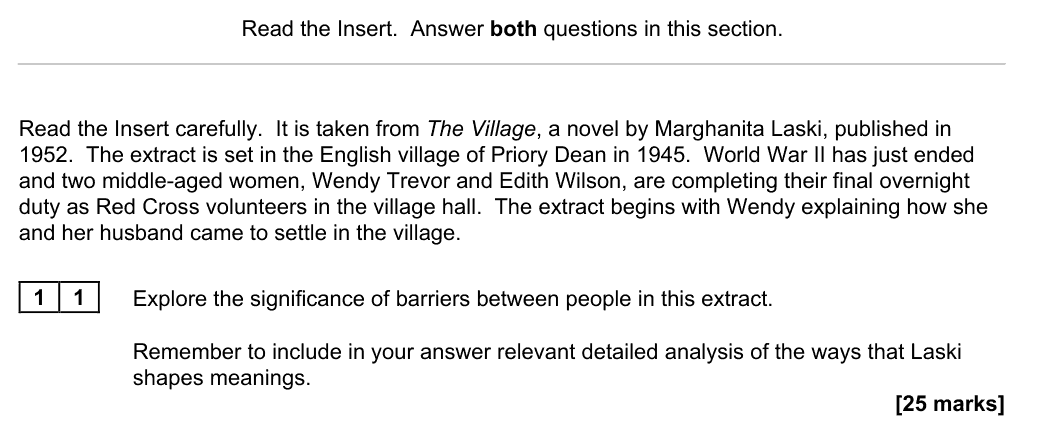 Read the Insert.  Answer both questions in this section.
Read the Insert carefully.  It is taken from The Village, a novel by Marghanita Laski, published in
1952.  The extract is set in the English village of Priory Dean in 1945.  World War II has just ended
and two middle-aged women, Wendy Trevor and Edith Wilson, are completing their final overnight
duty as Red Cross volunteers in the village hall.  The extract begins with Wendy explaining how she
and her husband came to settle in the village.
1 1 Explore the significance of barriers between people in this extract.
Remember to include in your answer relevant detailed analysis of the ways that Laski
shapes meanings.
[25 marks]